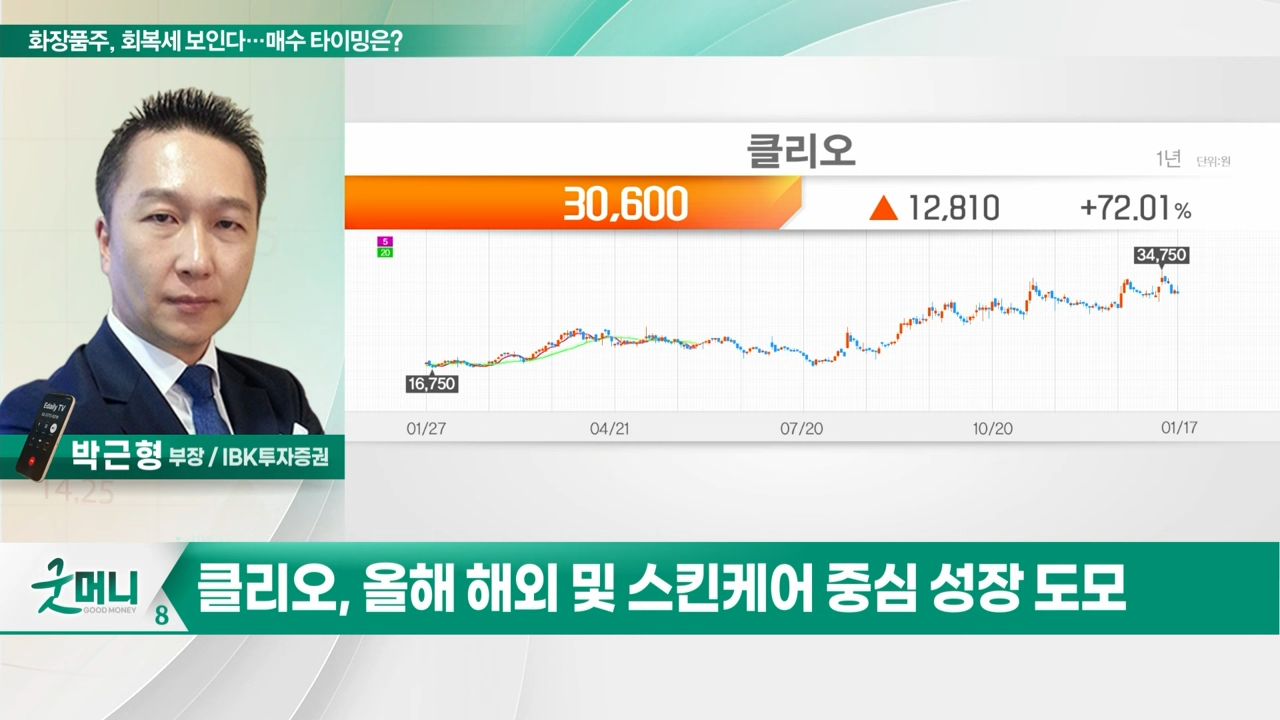 화장품주, 회복세 보인다…매수 타이밍은?
클리오
1년 단위:원
30,600 ▲ 12,810 +72.01%
5
20
34,750
16,750
01/27 04/21 07/20 10/20 01/17
Edaily TV
박근형 부장 / IBK투자증권
14.25
굿머니
GOOD MONEY
8
클리오, 올해 해외 및 스킨케어 중심 성장 도모